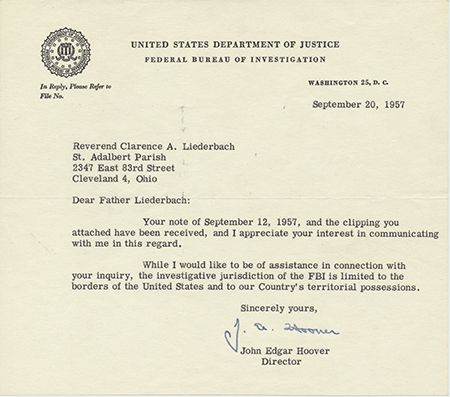 UNITED STATES DEPARTMENT OF JUSTICE
FEDERAL BUREAU OF INVESTIGATION
In Reply, Please Refer to
File No.
WASHINGTON 25, D. C.
September 20, 1957
Reverend Clarence A. Liederbach
St. Adalbert Parish
2347 East 83rd Street
Cleveland 4, Ohio
Dear Father Liederbach:
Your note of September 12, 1957, and the clipping you
attached have been received, and I appreciate your interest in communicating
with me in this regard.
While I would like to be of assistance in connection with
your inquiry, the investigative jurisdiction of the FBI is limited to the
borders of the United States and to our Country's territorial possessions.
Sincerely yours,
J. E. Hoover
John Edgar Hoover
Director